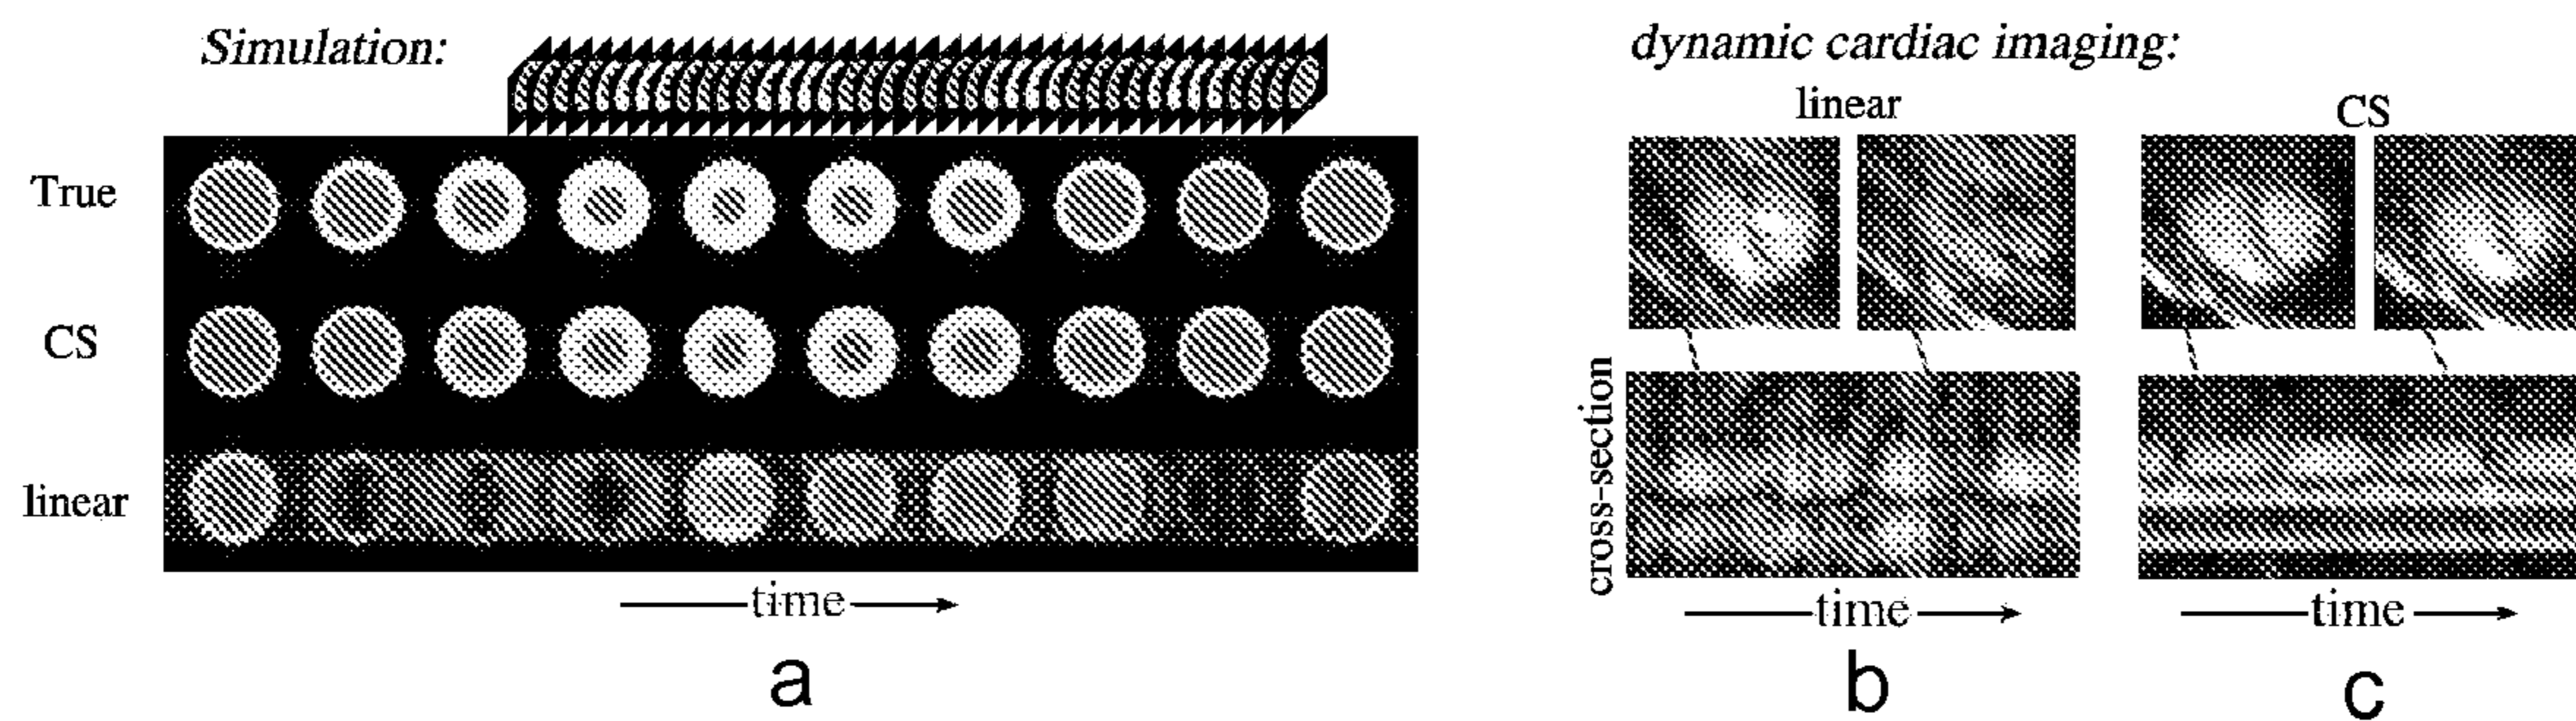 Simulation:
True
CS
linear
time
a
dynamic cardiac imaging:
linear
CS
cross-section
time
time
b
c